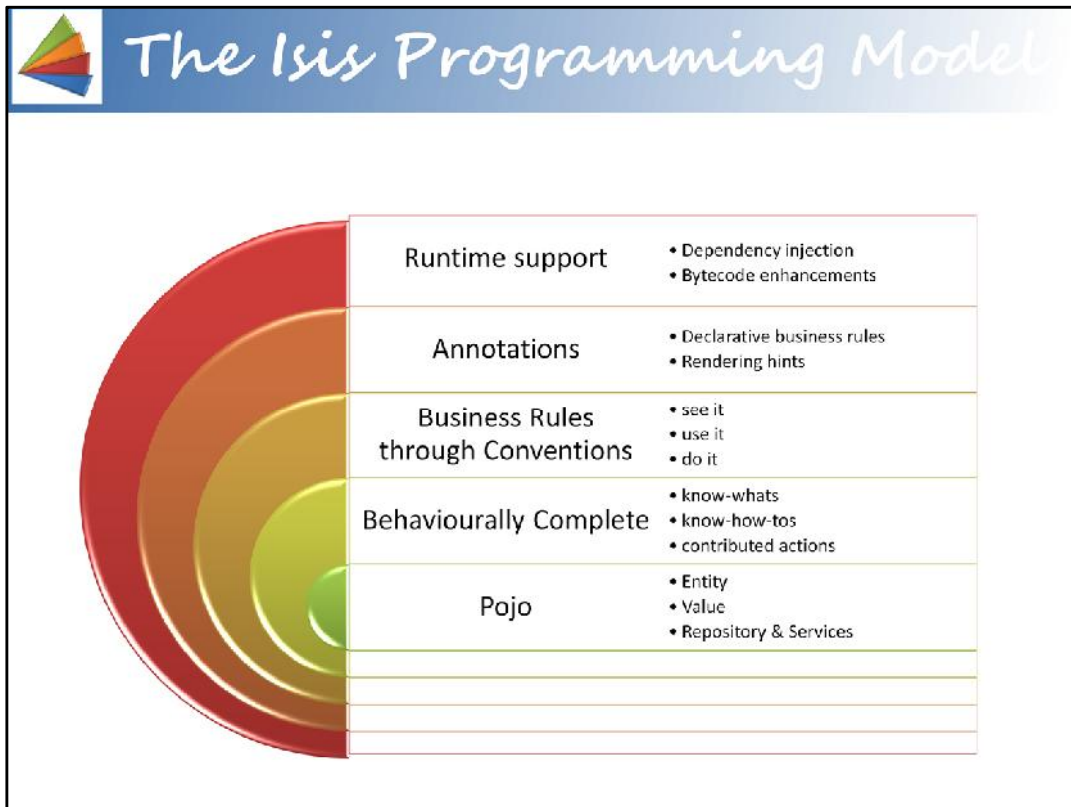 The Isis Programming Model
Runtime support
• Dependency injection
• Bytecode enhancements
Annotations
• Declarative business rules
• Rendering hints
Business Rules
through Conventions
• see it
• use it
• do it
Behaviourally Complete
• know-whats
• know-how-tos
• contributed actions
Pojo
• Entity
• Value
• Repository & Services